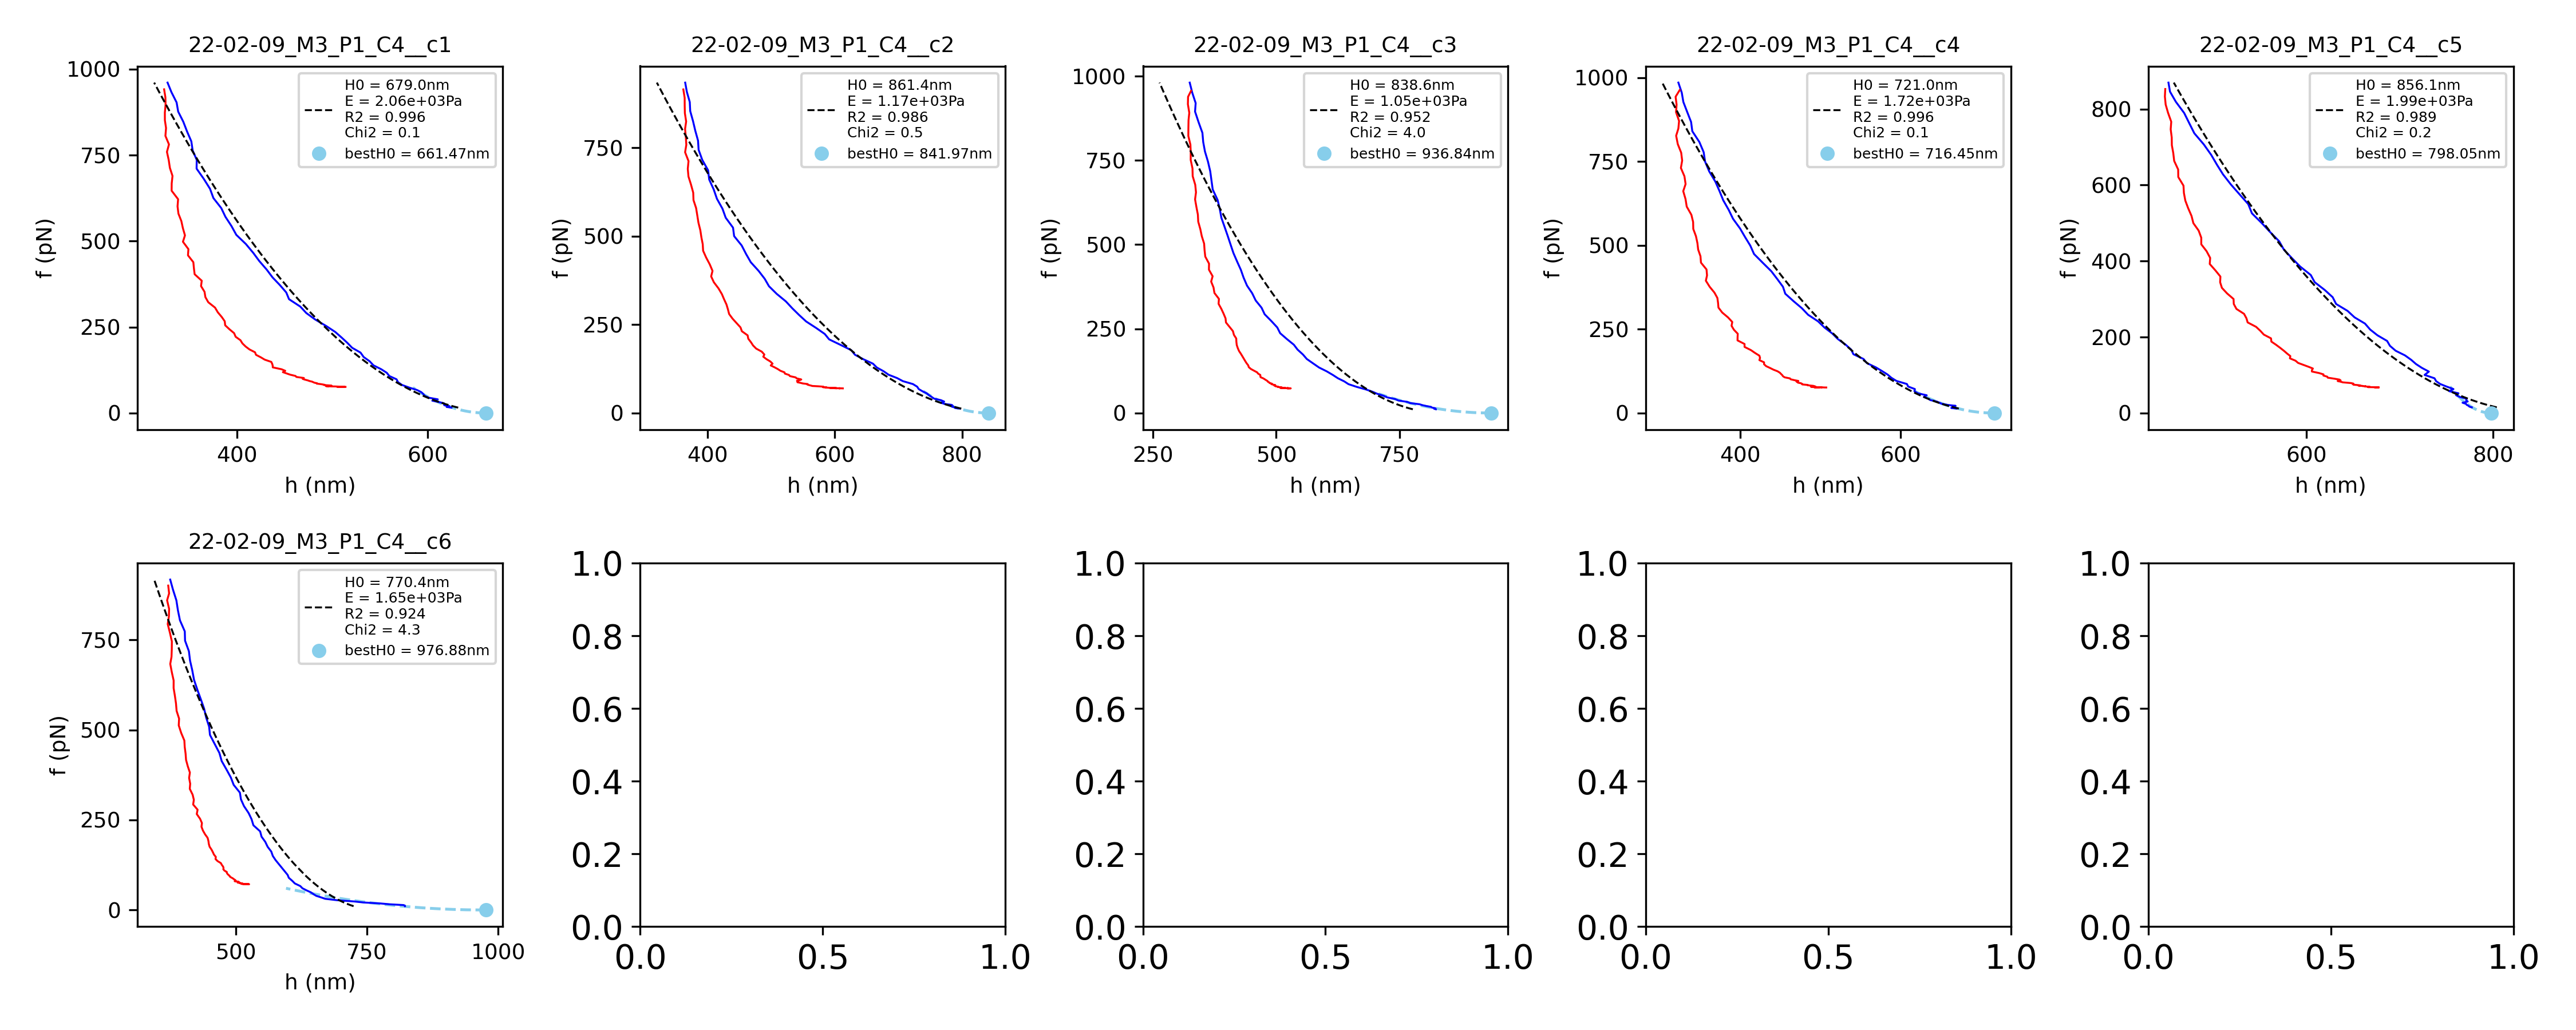 22-02-09_M3_P1_C4__c1
H0 = 679.0nm
E = 2.06e+03Pa
R2 = 0.996
Chi2 = 0.1
bestH0 = 661.47nm
1000
750
500
250
0
f (pN)
400 600
h (nm)
22-02-09_M3_P1_C4__c2
H0 = 861.4nm
E = 1.17e+03Pa
R2 = 0.986
Chi2 = 0.5
bestH0 = 841.97nm
750
500
250
0
f (pN)
400 600 800
h (nm)
22-02-09_M3_P1_C4__c3
H0 = 838.6nm
E = 1.05e+03Pa
R2 = 0.952
Chi2 = 4.0
bestH0 = 936.84nm
1000
750
500
250
0
f (pN)
250 500 750
h (nm)
22-02-09_M3_P1_C4__c4
H0 = 721.0nm
E = 1.72e+03Pa
R2 = 0.996
Chi2 = 0.1
bestH0 = 716.45nm
1000
750
500
250
0
f (pN)
400 600
h (nm)
22-02-09_M3_P1_C4__c5
H0 = 856.1nm
E = 1.99e+03Pa
R2 = 0.989
Chi2 = 0.2
bestH0 = 798.05nm
800
600
400
200
0
f (pN)
600 800
h (nm)
22-02-09_M3_P1_C4__c6
H0 = 770.4nm
E = 1.65e+03Pa
R2 = 0.924
Chi2 = 4.3
bestH0 = 976.88nm
750
500
250
0
f (pN)
500 750 1000
h (nm)
1.0
0.8
0.6
0.4
0.2
0.0
0.0 0.5 1.0
1.0
0.8
0.6
0.4
0.2
0.0
0.0 0.5 1.0
1.0
0.8
0.6
0.4
0.2
0.0
0.0 0.5 1.0
1.0
0.8
0.6
0.4
0.2
0.0
0.0 0.5 1.0